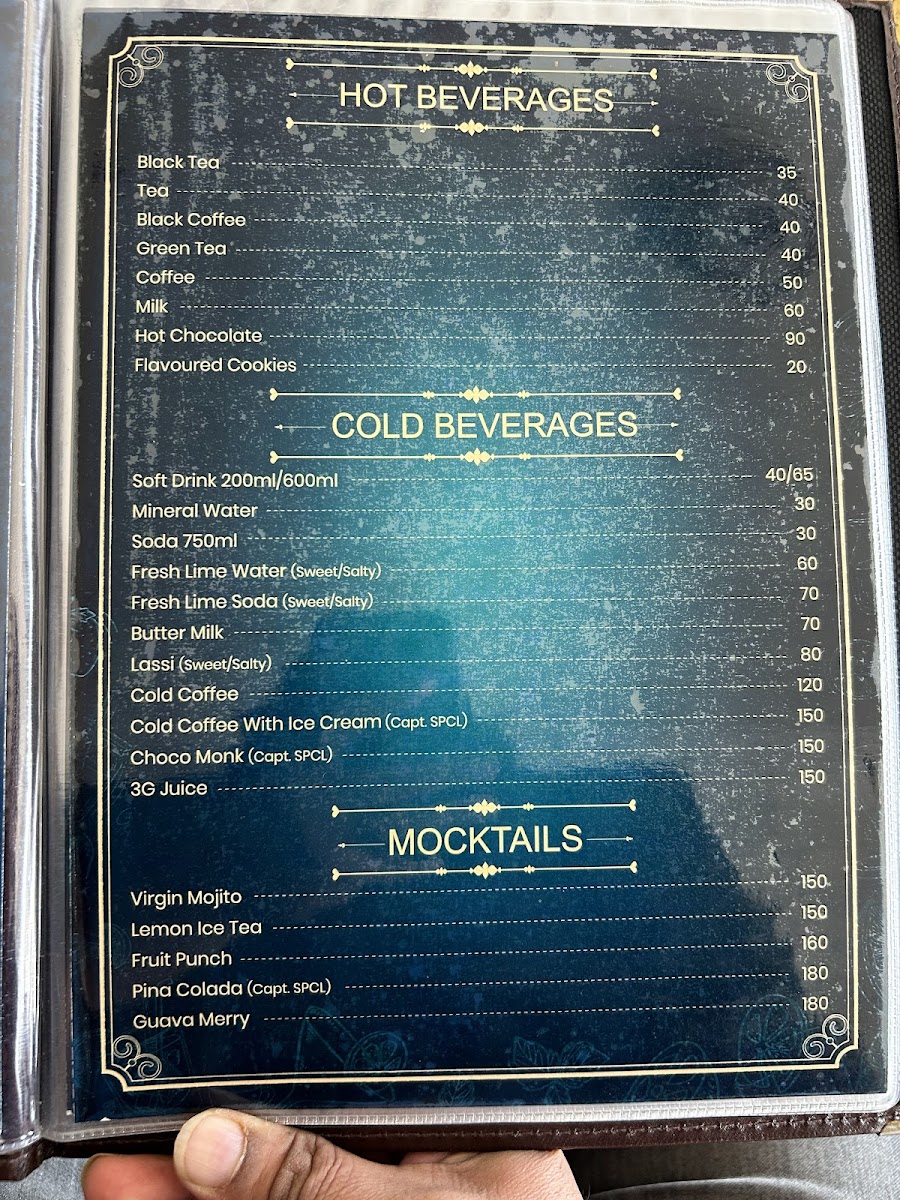 HOT BEVERAGES
Black Tea 35
Tea 40
Black Coffee 40
Green Tea 40
Coffee 50
Milk 60
Hot Chocolate 90
Flavoured Cookies 20
COLD BEVERAGES
Soft Drink 200ml/600ml 40/65
Mineral Water 30
Soda 750ml 30
Fresh Lime Water (Sweet/Salty) 60
Fresh Lime Soda (Sweet/Salty) 70
Butter Milk 70
Lassi (Sweet/Salty) 80
Cold Coffee 120
Cold Coffee With Ice Cream (Capt. SPCL) 150
Choco Monk (Capt. SPCL) 150
3G Juice 150
MOCKTAILS
Virgin Mojito 150
Lemon Ice Tea 150
Fruit Punch 160
Pina Colada (Capt. SPCL) 180
Guava Merry 180